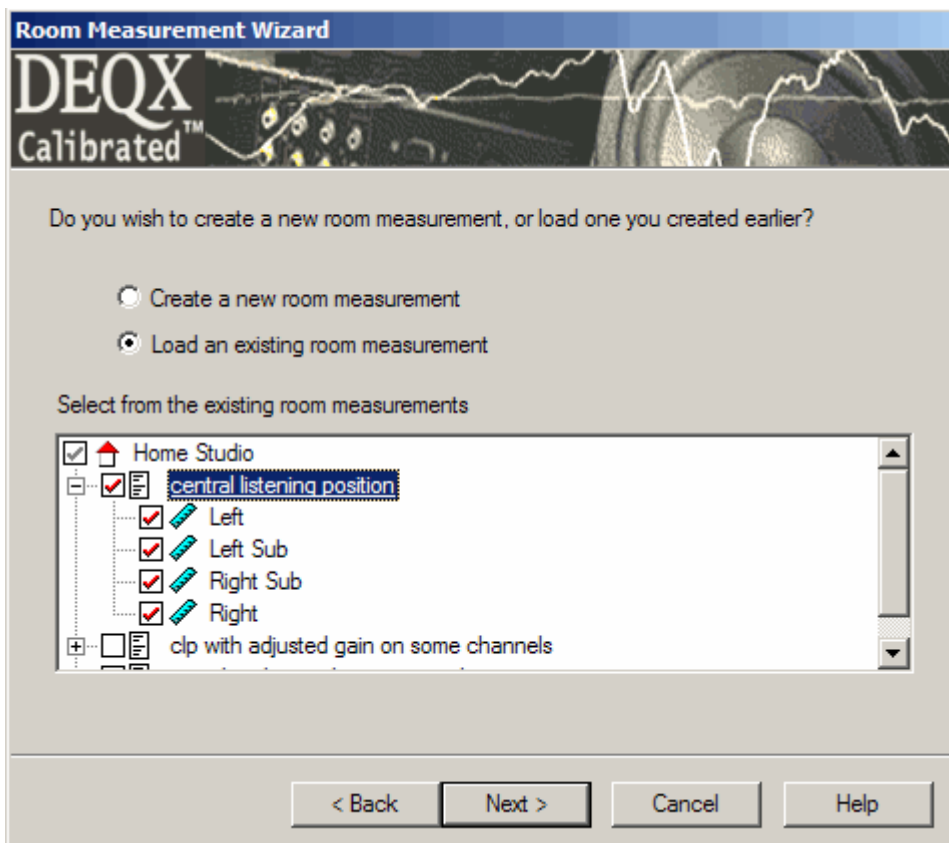 Room Measurement Wizard
DEQX
Calibrated™
Do you wish to create a new room measurement, or load one you created earlier?
Create a new room measurement
Load an existing room measurement
Select from the existing room measurements
Home Studio
central listening position
Left
Left Sub
Right Sub
Right
clp with adjusted gain on some channels
< Back Next > Cancel Help